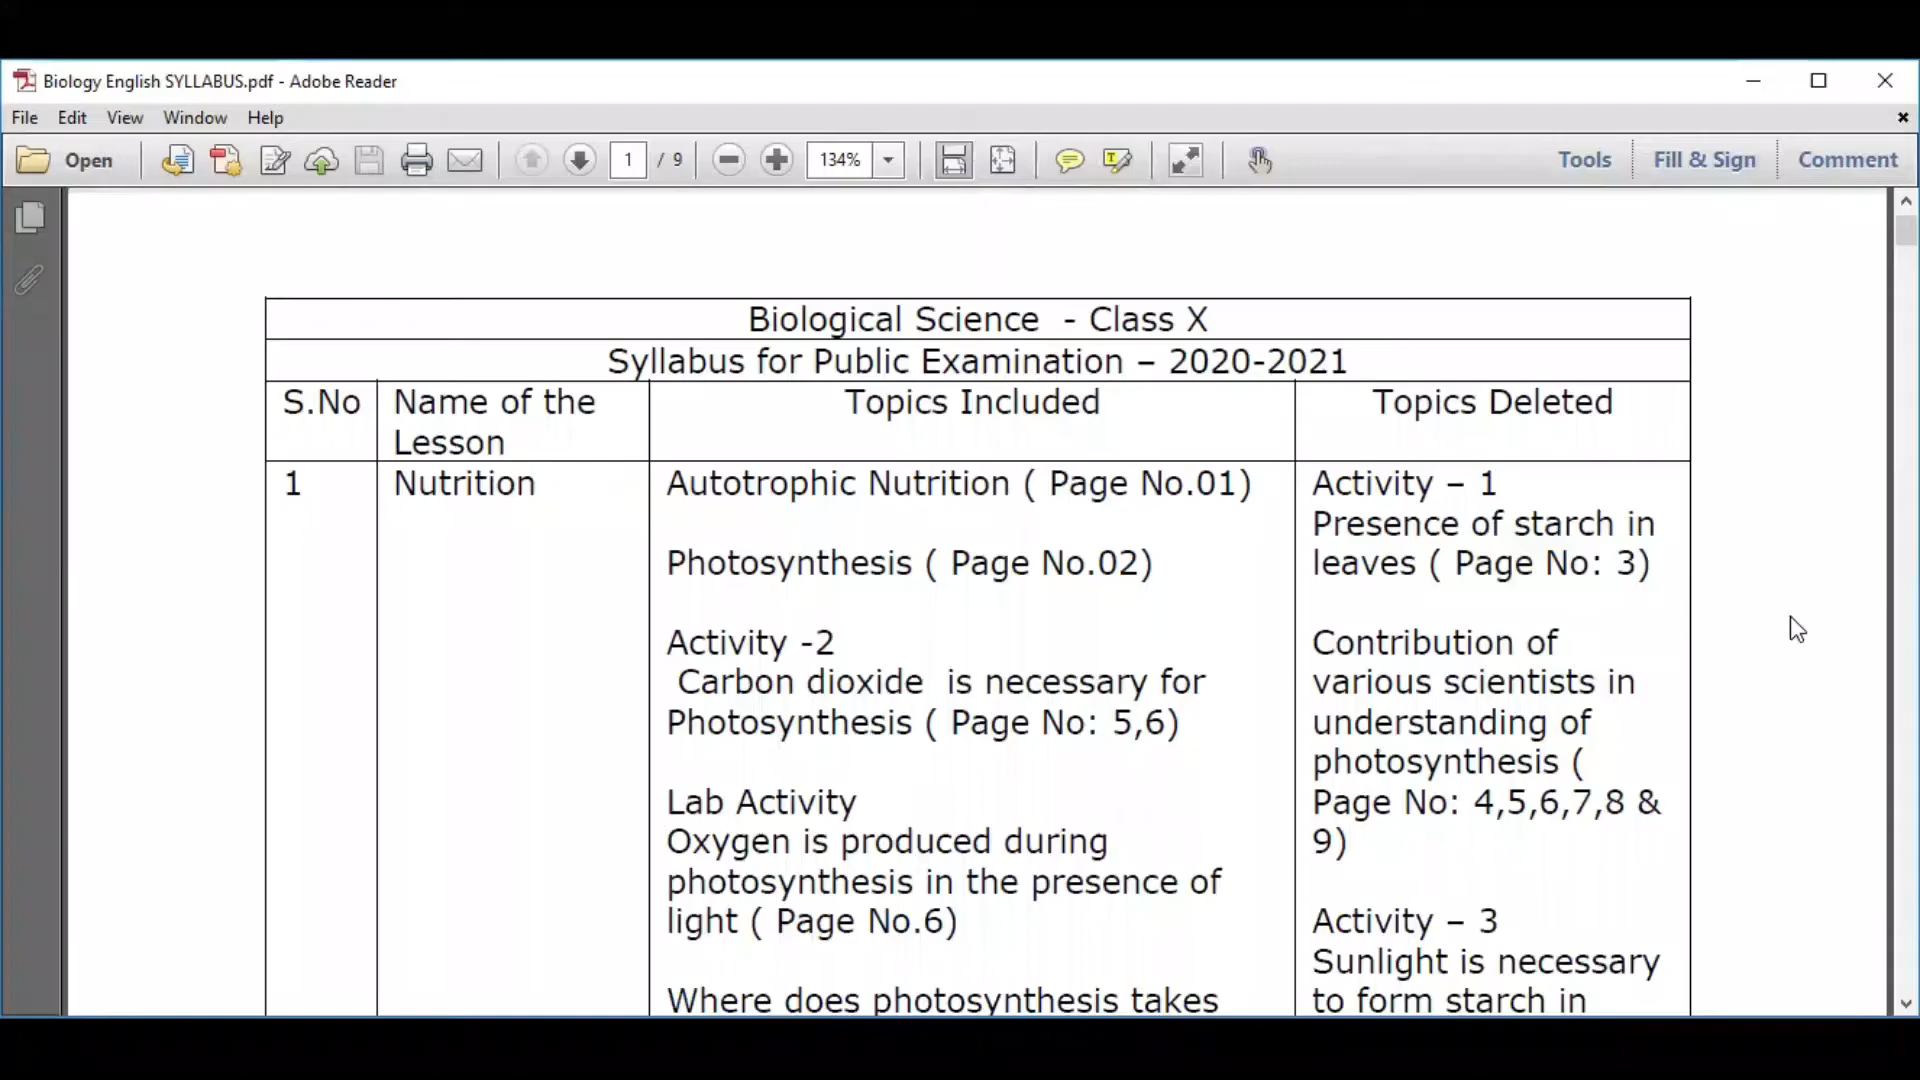 Biology English SYLLABUS.pdf - Adobe Reader
File Edit View Window Help
Open 1 / 9 134% Tools Fill & Sign Comment
Biological Science - Class X
Syllabus for Public Examination – 2020-2021
S.No
Name of the
Lesson
Topics Included
Topics Deleted
1
Nutrition
Autotrophic Nutrition ( Page No.01)
Photosynthesis ( Page No.02)
Activity -2
Carbon dioxide is necessary for
Photosynthesis ( Page No: 5,6)
Lab Activity
Oxygen is produced during
photosynthesis in the presence of
light ( Page No.6)
Where does photosynthesis takes
Activity – 1
Presence of starch in
leaves ( Page No: 3)
Contribution of
various scientists in
understanding of
photosynthesis (
Page No: 4,5,6,7,8 &
9)
Activity – 3
Sunlight is necessary
to form starch in